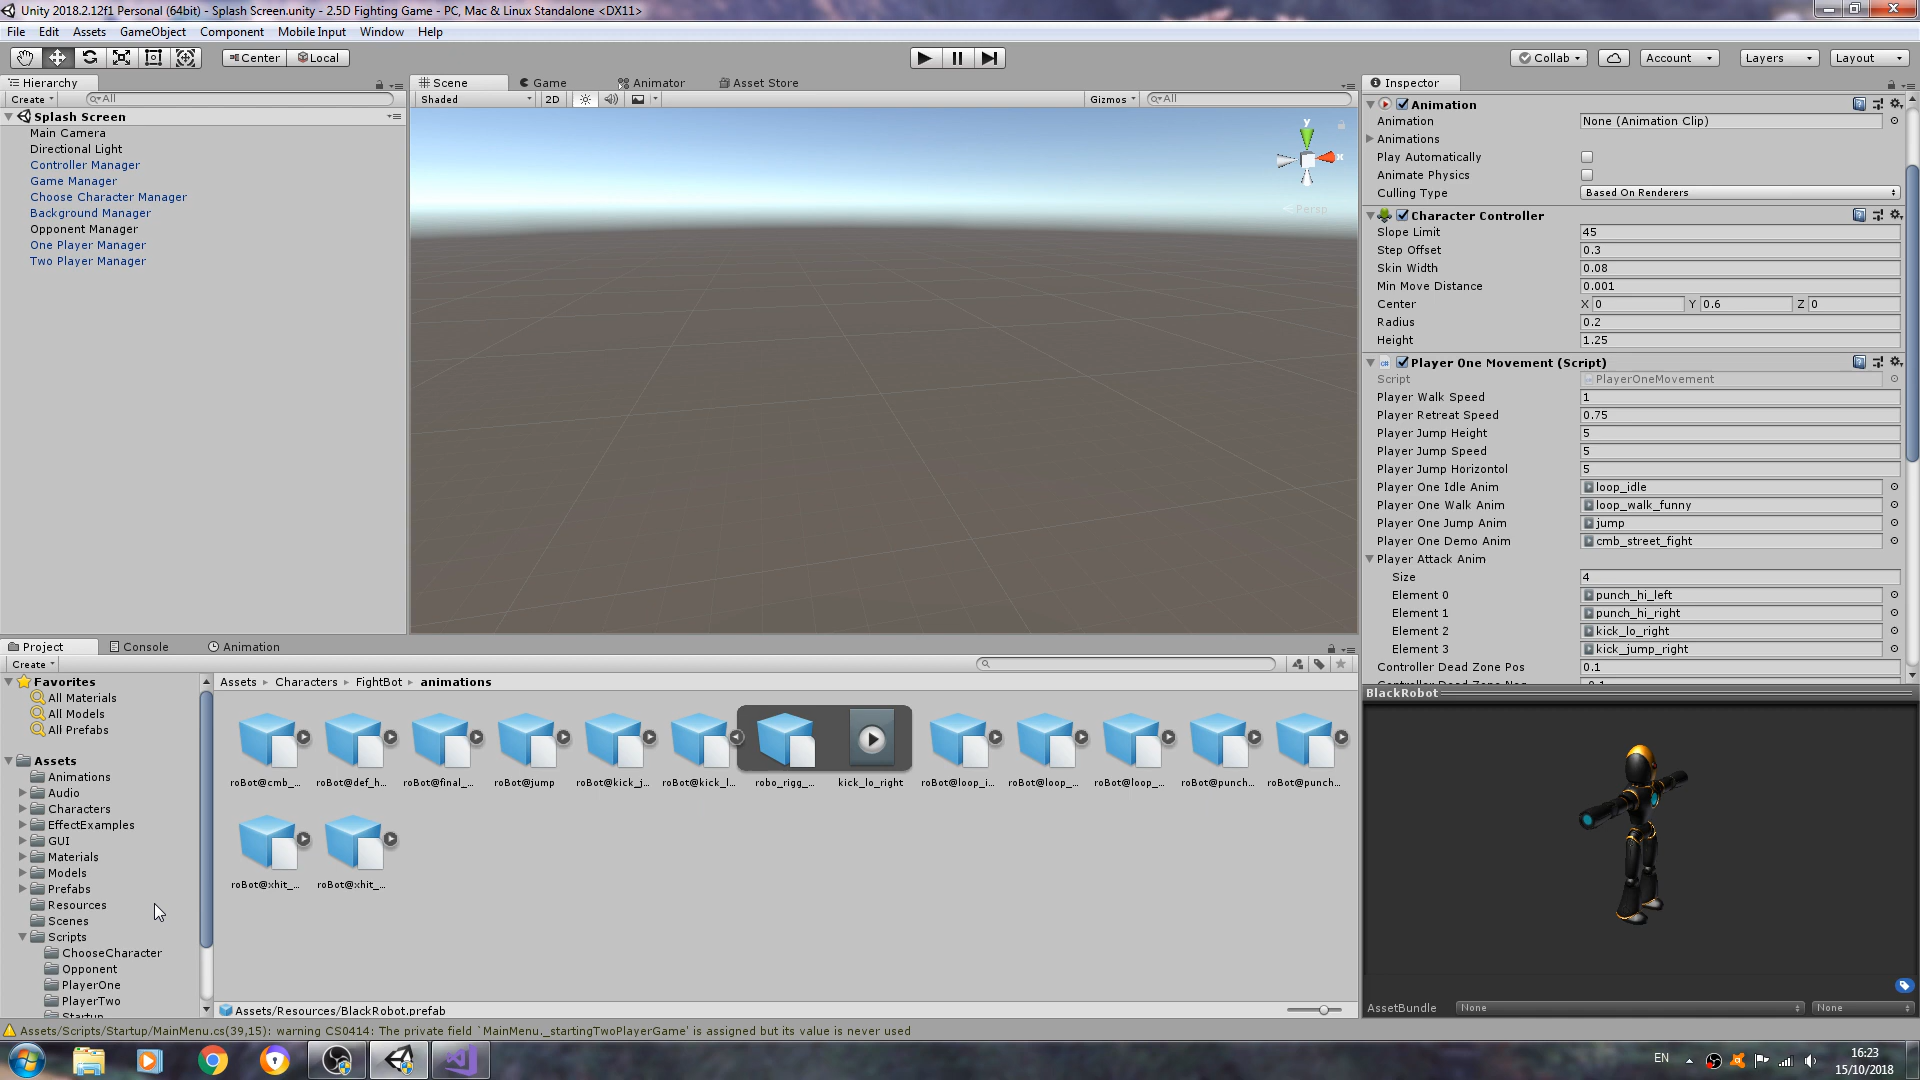 Unity 2018.2.12f1 Personal (64bit) - Splash Screen.unity - 2.5D Fighting Game - PC, Mac & Linux Standalone <DX11>
File Edit Assets GameObject Component Mobile Input Window Help
Center Local Collab Account Layers Layout
Hierarchy
Create All
Splash Screen
Main Camera
Directional Light
Controller Manager
Game Manager
Choose Character Manager
Background Manager
Opponent Manager
One Player Manager
Two Player Manager
Scene Game Animator Asset Store
Shaded 2D Gizmos All
y
x
Persp
Inspector
Animation
Animation None (Animation Clip)
Animations
Play Automatically
Animate Physics
Culling Type Based On Renderers
Character Controller
Slope Limit 45
Step Offset 0.3
Skin Width 0.08
Min Move Distance 0.001
Center X 0 Y 0.6 Z 0
Radius 0.2
Height 1.25
Player One Movement (Script)
Script PlayerOneMovement
Player Walk Speed 1
Player Retreat Speed 0.75
Player Jump Height 5
Player Jump Speed 5
Player Jump Horizontol 5
Player One Idle Anim loop_idle
Player One Walk Anim loop_walk_funny
Player One Jump Anim jump
Player One Demo Anim cmb_street_fight
Player Attack Anim
Size 4
Element 0 punch_hi_left
Element 1 punch_hi_right
Element 2 kick_lo_right
Element 3 kick_jump_right
Controller Dead Zone Pos 0.1
BlackRobot
AssetBundle None None
Project Console Animation
Create
Favorites
All Materials
All Models
All Prefabs
Assets
Animations
Audio
Characters
EffectExamples
GUI
Materials
Models
Prefabs
Resources
Scenes
Scripts
ChooseCharacter
Opponent
PlayerOne
PlayerTwo
Startup
Assets Characters FightBot animations
roBot@cmb_... roBot@def_h... roBot@final_... roBot@jump roBot@kick_j... roBot@kick_l... robo_rigg_... kick_lo_right roBot@loop_i... roBot@loop_... roBot@loop_... roBot@punch... roBot@punch...
roBot@xhit_... roBot@xhit_...
Assets/Resources/BlackRobot.prefab
Assets/Scripts/Startup/MainMenu.cs(39,15): warning CS0414: The private field `MainMenu._startingTwoPlayerGame' is assigned but its value is never used
EN
16:23
15/10/2018